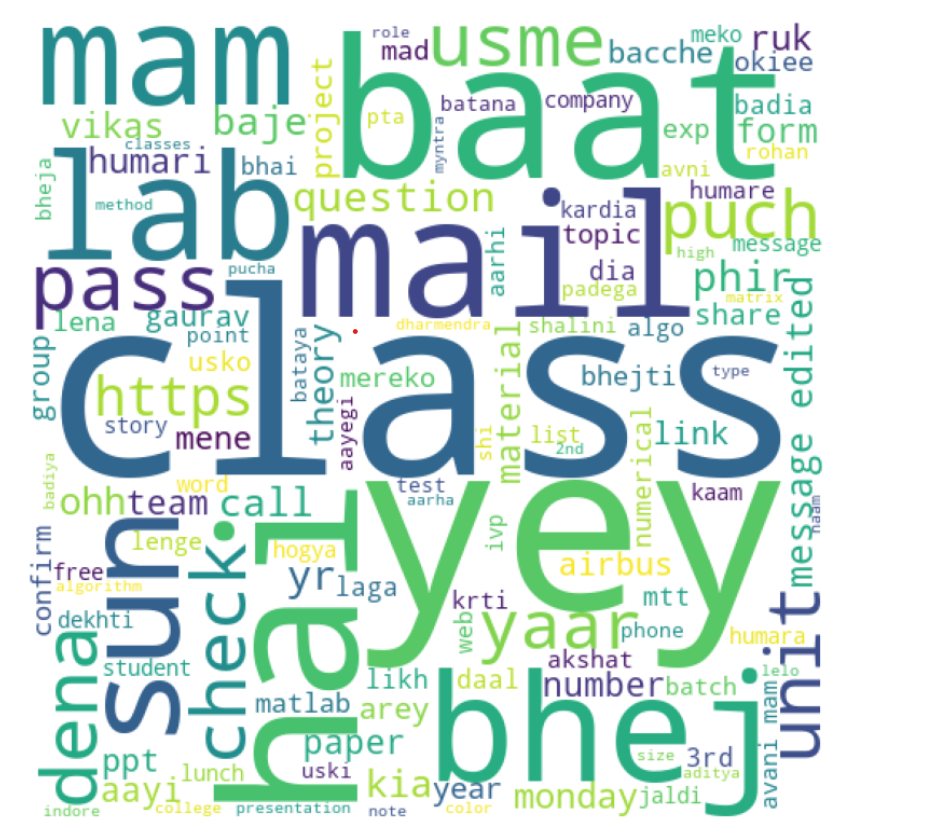 role
mam
mad
usme
meko
ruk
bacche
okiee
baat
project
vikas
baje
pta
batana
company
badia
myntra
exp
form
classes
humari
bhai
avni
rohan
bheja
lab
method
question
mail
kardia
humare
puch
topic
message
high
aarhi
pass
pucha
dia
padega
phir
matrix
lena
gaurav
point
dharmendra
shalini
algo
share
message edited
group
class
usko
bataya
theory
mereko
material
bhejti
type
https
story
mene
aayegi
shi
list
2nd
numerical
link
badiya
word
ohh
team
call
test
aarha
kaam
naam
yey
hai
sun
check
ivp
lenge
hogya
airbus
confirm
free
algorithm
yr
laga
krti
mtt
unit
dekhti
web
yaar
phone
humara
dena
student
akshat
lelo
likh
daal
number
batch
avani mam
matlab
arey
bhej
paper
ppt
lunch
uski
size
3rd
aditya
aayi
kia
year
monday
jaldi
indore
college
presentation
note
color